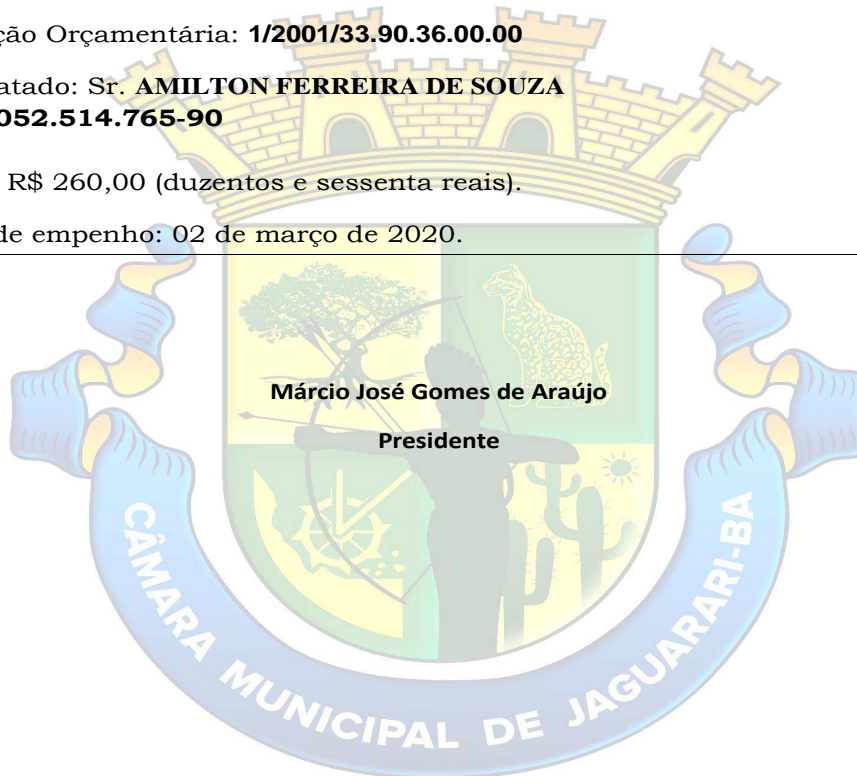 ção Orçamentária: 1/2001/33.90.36.00.00
atado: Sr. AMILTON FERREIRA DE SOUZA
052.514.765-90
R$ 260,00 (duzentos e sessenta reais).
de empenho: 02 de março de 2020.
Márcio José Gomes de Araújo
Presidente
CÂMARA MUNICIPAL DE JAGUARARI-BA